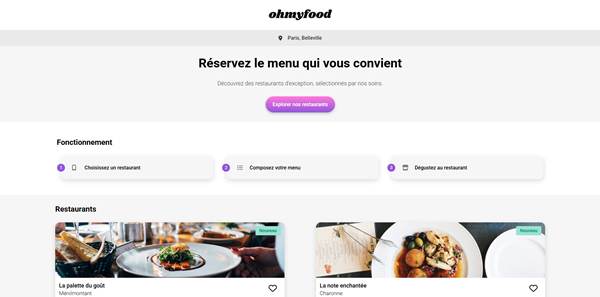 ohmyfood
Paris, Belleville
Réservez le menu qui vous convient
Découvrez des restaurants d'exception, sélectionnés par nos soins.
Explorer nos restaurants
Fonctionnement
1 Choisissez un restaurant
2 Composez votre menu
3 Dégustez au restaurant
Restaurants
Nouveau
Nouveau
La palette du goût
Ménilmontant
La note enchantée
Charonne